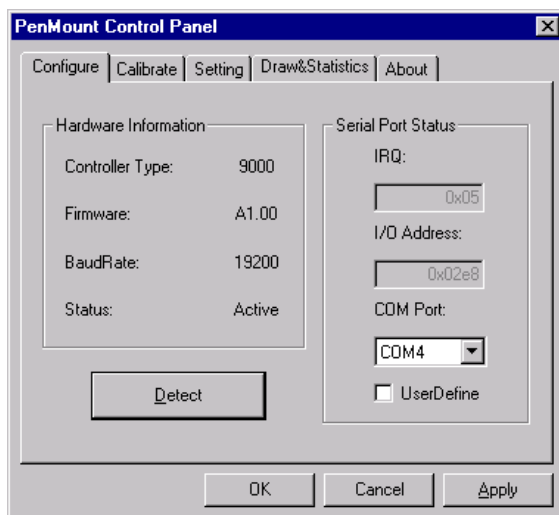 PenMount Control Panel
Configure Calibrate Setting Draw&Statistics About
Hardware Information
Controller Type: 9000
Firmware: A1.00
BaudRate: 19200
Status: Active
Detect
Serial Port Status
IRQ:
0x05
I/O Address:
0x02e8
COM Port:
COM4
UserDefine
OK Cancel Apply